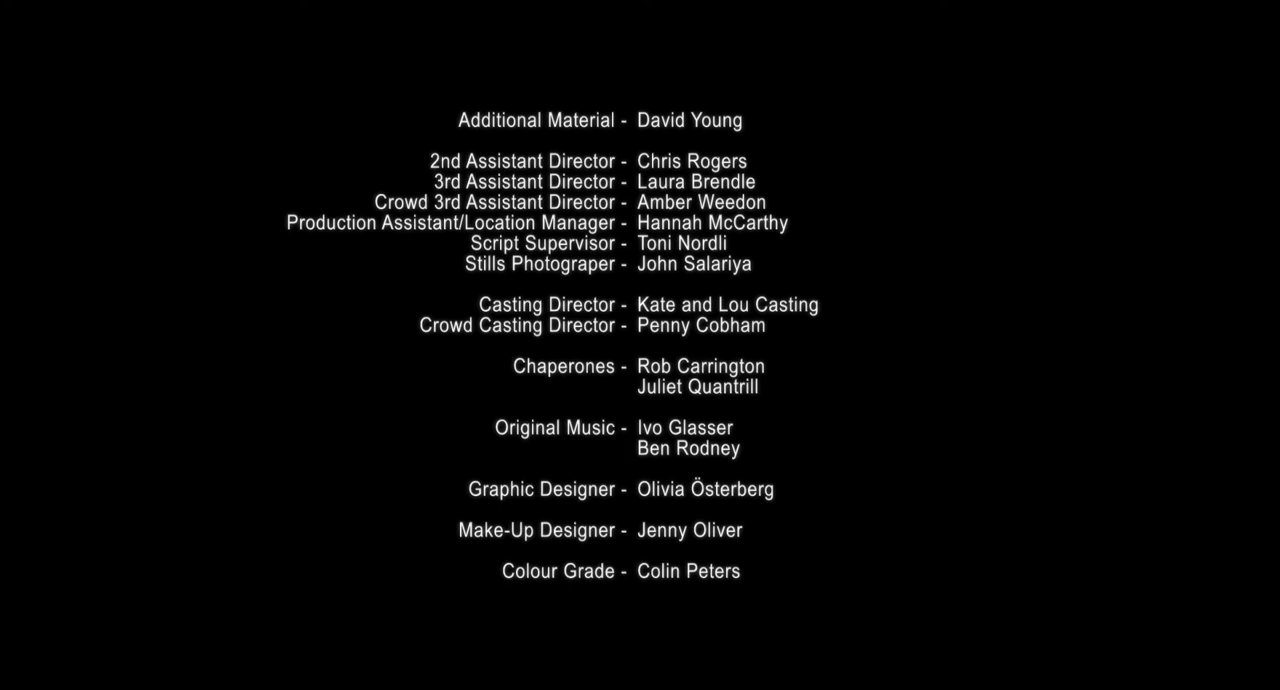 Additional Material - David Young
2nd Assistant Director - Chris Rogers
3rd Assistant Director - Laura Brendle
Crowd 3rd Assistant Director - Amber Weedon
Production Assistant/Location Manager - Hannah McCarthy
Script Supervisor - Toni Nordli
Stills Photograper - John Salariya
Casting Director - Kate and Lou Casting
Crowd Casting Director - Penny Cobham
Chaperones - Rob Carrington
Juliet Quantrill
Original Music - Ivo Glasser
Ben Rodney
Graphic Designer - Olivia Österberg
Make-Up Designer - Jenny Oliver
Colour Grade - Colin Peters